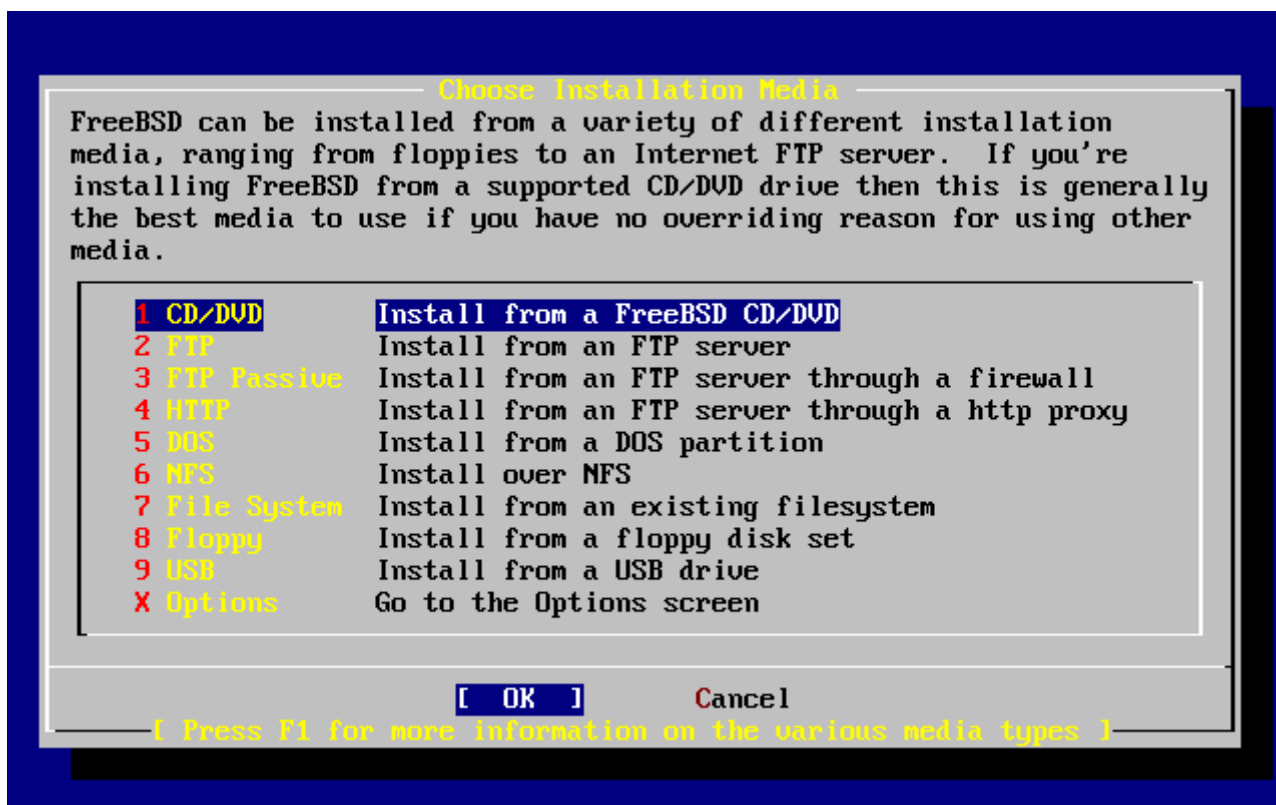 Choose Installation Media
FreeBSD can be installed from a variety of different installation
media, ranging from floppies to an Internet FTP server.  If you're
installing FreeBSD from a supported CD/DVD drive then this is generally
the best media to use if you have no overriding reason for using other
media.
1 CD/DVD Install from a FreeBSD CD/DVD
2 FTP Install from an FTP server
3 FTP Passive Install from an FTP server through a firewall
4 HTTP Install from an FTP server through a http proxy
5 DOS Install from a DOS partition
6 NFS Install over NFS
7 File System Install from an existing filesystem
8 Floppy Install from a floppy disk set
9 USB Install from a USB drive
X Options Go to the Options screen
[ OK ] Cancel
[ Press F1 for more information on the various media types ]